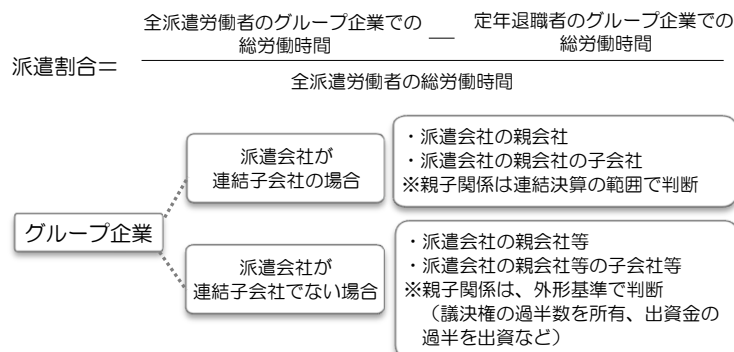 全派遣労働者のグループ企業での
総労働時間
―
定年退職者のグループ企業での
総労働時間
派遣割合＝
全派遣労働者の総労働時間
グループ企業
派遣会社が
連結子会社の場合
・派遣会社の親会社
・派遣会社の親会社の子会社
※親子関係は連結決算の範囲で判断
派遣会社が
連結子会社でない場合
・派遣会社の親会社等
・派遣会社の親会社等の子会社等
※親子関係は、外形基準で判断
（議決権の過半数を所有、出資金の
過半を出資など）